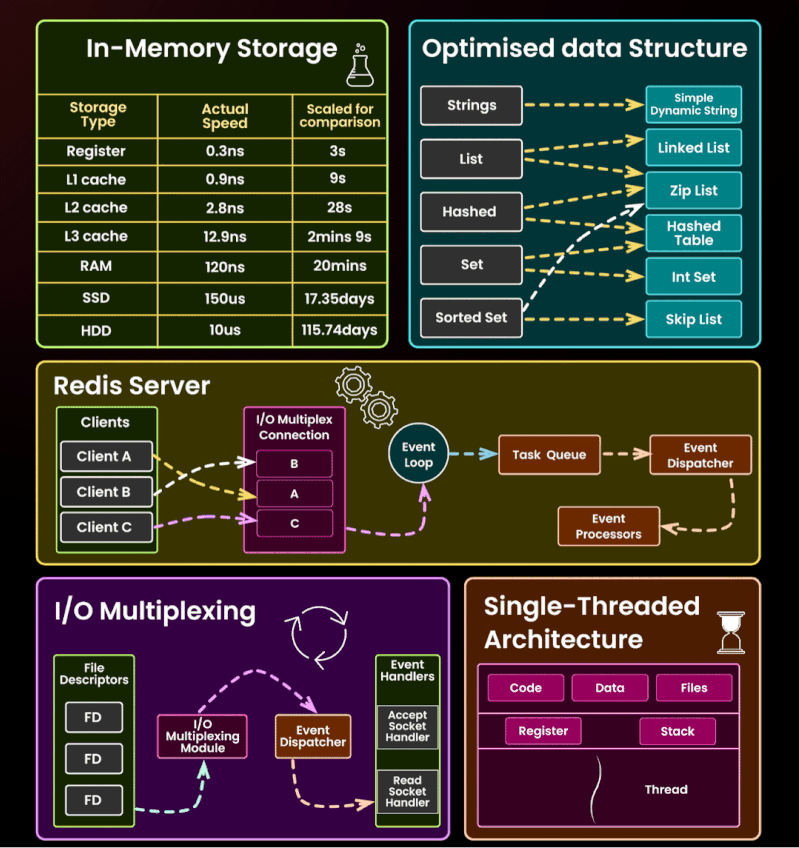 In-Memory Storage
Storage Type
Actual Speed
Scaled for comparison
Register 0.3ns 3s
L1 cache 0.9ns 9s
L2 cache 2.8ns 28s
L3 cache 12.9ns 2mins 9s
RAM 120ns 20mins
SSD 150us 17.35days
HDD 10us 115.74days
Optimised data Structure
Strings
List
Hashed
Set
Sorted Set
Simple
Dynamic String
Linked List
Zip List
Hashed
Table
Int Set
Skip List
Redis Server
Clients
Client A
Client B
Client C
I/O Multiplex
Connection
B
A
C
Event
Loop
Task Queue
Event
Dispatcher
Event
Processors
I/O Multiplexing
File
Descriptors
FD
FD
FD
I/O
Multiplexing
Module
Event
Dispatcher
Event
Handlers
Accept
Socket
Handler
Read
Socket
Handler
Single-Threaded
Architecture
Code
Data
Files
Register
Stack
Thread